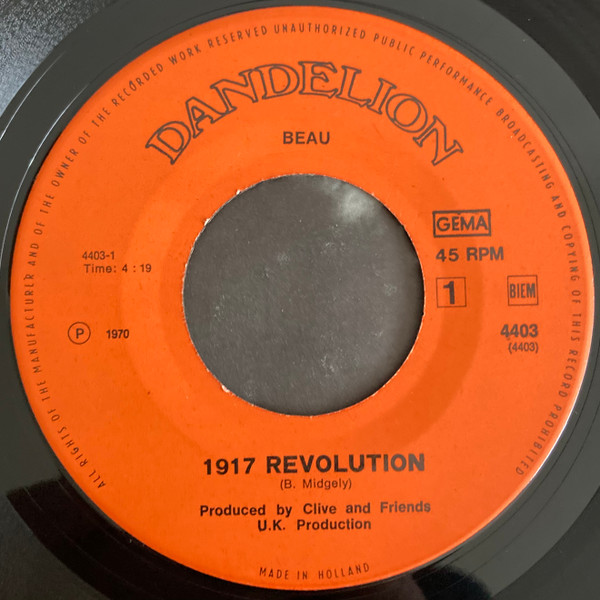 ALL RIGHTS OF THE MANUFACTURER AND OF THE OWNER OF THE RECORDED WORK RESERVED UNAUTHORIZED PUBLIC PERFORMANCE BROADCASTING AND COPYING OF THIS RECORD PROHIBITED
DANDELION
BEAU
GEMA
4403-1
45 RPM
Time: 4 : 19
1
BIEM
P 1970
4403
(4403)
1917 REVOLUTION
(B. Midgely)
Produced by Clive and Friends
U.K. Production
MADE IN HOLLAND